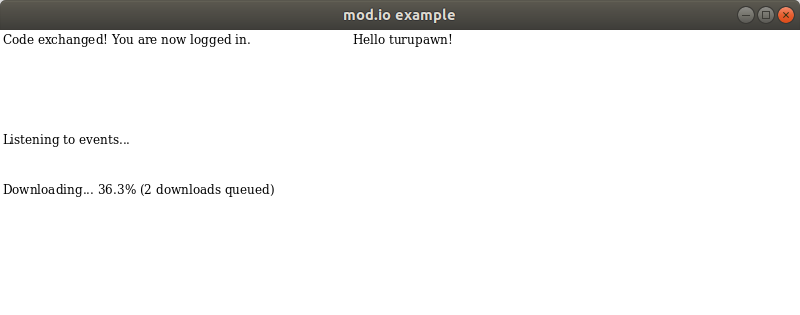 mod.io example
Code exchanged! You are now logged in.
Hello turupawn!
Listening to events...
Downloading... 36.3% (2 downloads queued)